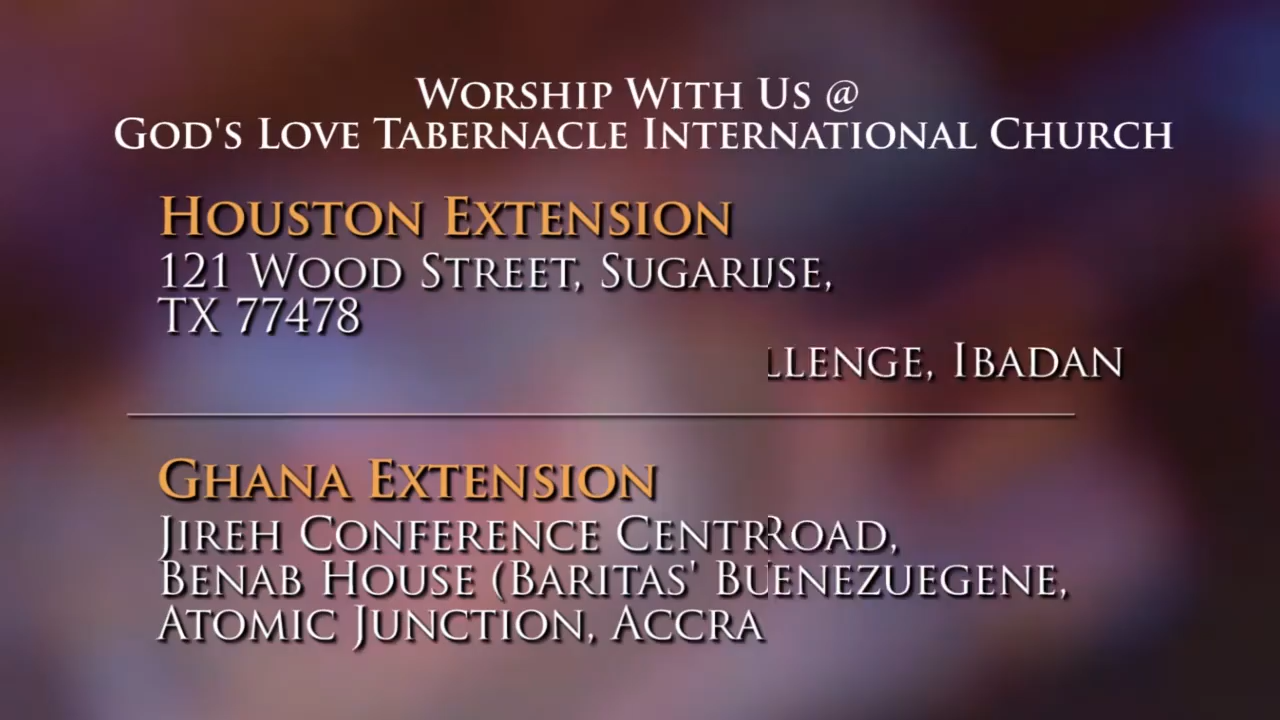 Worship With Us @
God's Love Tabernacle International Church
Houston Extension
121 Wood Street,
TX 77478
Ibadan
Ghana Extension
Jireh Conference
Benab House (Baritas'
Atomic Junction, Accra